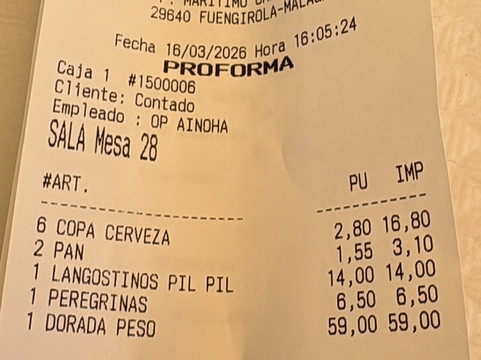 29640 FUENGIROLA-MALAG
Fecha 16/03/2026 Hora 16:05:24
PROFORMA
Caja 1 #1500006
Cliente: Contado
Empleado : OP AINOHA
SALA Mesa 28
#ART. PU IMP
6 COPA CERVEZA 2,80 16,80
2 PAN 1,55 3,10
1 LANGOSTINOS PIL PIL 14,00 14,00
1 PEREGRINAS 6,50 6,50
1 DORADA PESO 59,00 59,00